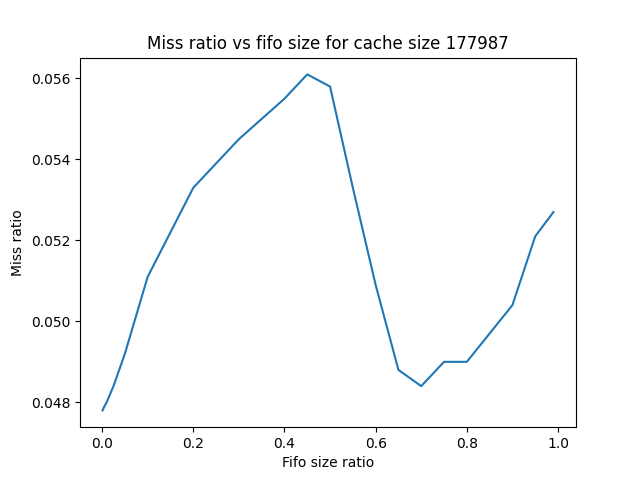 Miss ratio vs fifo size for cache size 177987
0.056
0.054
0.052
0.050
0.048
Miss ratio
0.0 0.2 0.4 0.6 0.8 1.0
Fifo size ratio